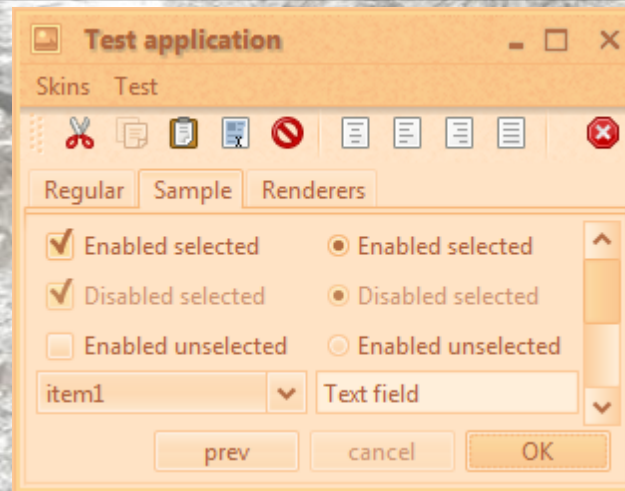 Test application
Skins Test
Regular Sample Renderers
Enabled selected Enabled selected
Disabled selected Disabled selected
Enabled unselected Enabled unselected
item1 Text field
prev cancel OK